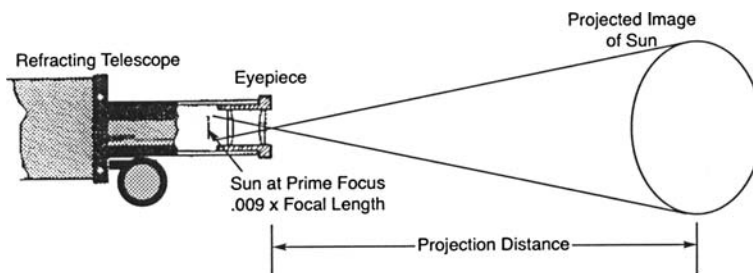 Projected Image
of Sun
Refracting Telescope
Eyepiece
Sun at Prime Focus
.009 x Focal Length
Projection Distance